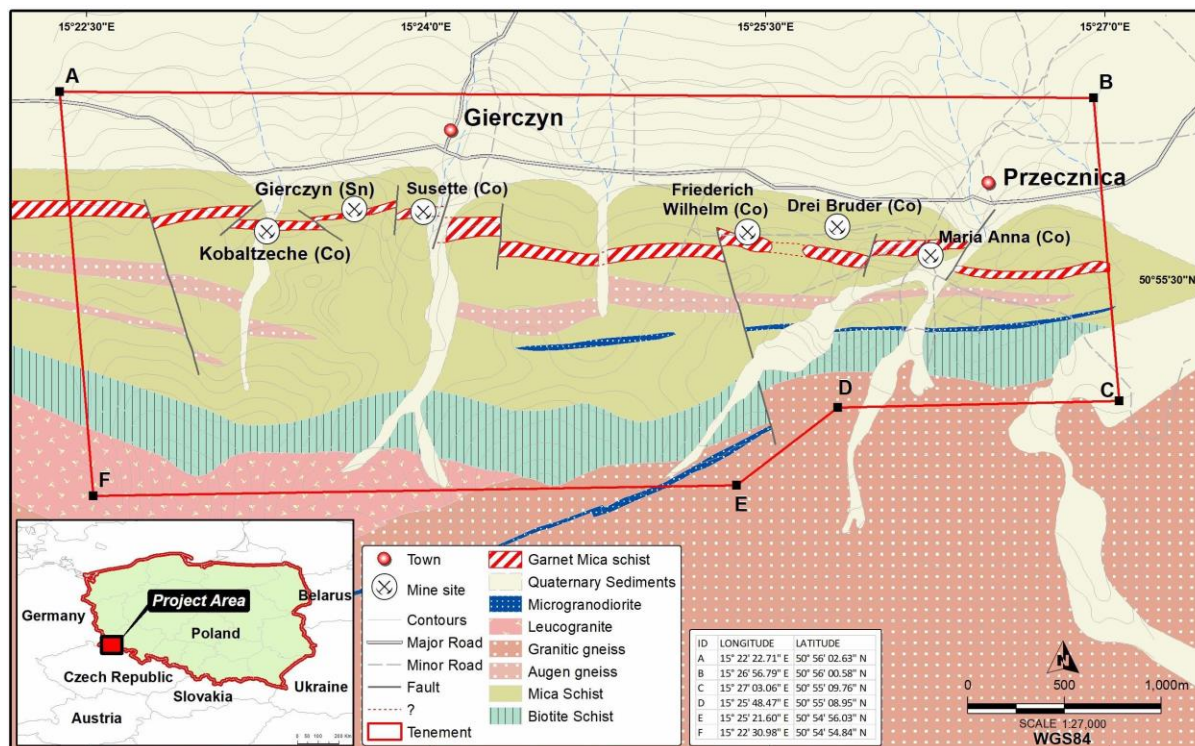 15°22'30"E
15°24'0"E
15°25'30"E
15°27'0"E
A
B
Gierczyn
Gierczyn (Sn)
Susette (Co)
Friederich
Wilhelm (Co)
Drei Bruder (Co)
Przecznica
Kobaltzeche (Co)
Maria Anna (Co)
50°55'30"N
D
C
F
E
Germany
Project Area
Belarus
Poland
Czech Republic
Ukraine
Slovakia
Austria
0 50 100 200 Km
Town
Mine site
Contours
Major Road
Minor Road
Fault
?
Tenement
Garnet Mica schist
Quaternary Sediments
Microgranodiorite
Leucogranite
Granitic gneiss
Augen gneiss
Mica Schist
Biotite Schist
ID LONGITUDE LATITUDE
A 15° 22' 22.71" E 50° 56' 02.63" N
B 15° 26' 56.79" E 50° 56' 00.58" N
C 15° 27' 03.06" E 50° 55' 09.76" N
D 15° 25' 48.47" E 50° 55' 08.95" N
E 15° 25' 21.60" E 50° 54' 56.03" N
F 15° 22' 30.98" E 50° 54' 54.84" N
N
0 500 1,000m
SCALE 1:27,000
WGS84